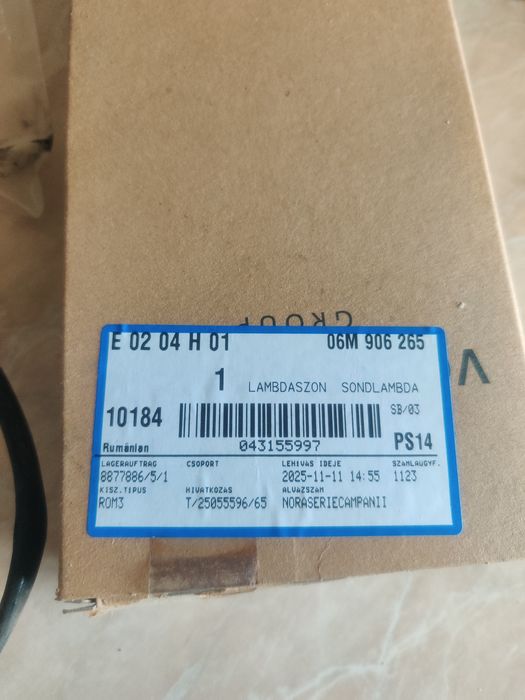 GROUP
V
E 02 04 H 01 06M 906 265
1 LAMBDASZON SONDLAMBDA
10184 SB/03
Rumänien 043155997 PS14
LAGERAUFTRAG CSOPORT LEHIVAS IDEJE SZAMLAUGYF.
8877886/5/1 2025-11-11 14:55 1123
KISZ.TIPUS HIVATKOZAS ALVAZSZAM
ROM3 T/25055596/65 NORASERIECAMPANII